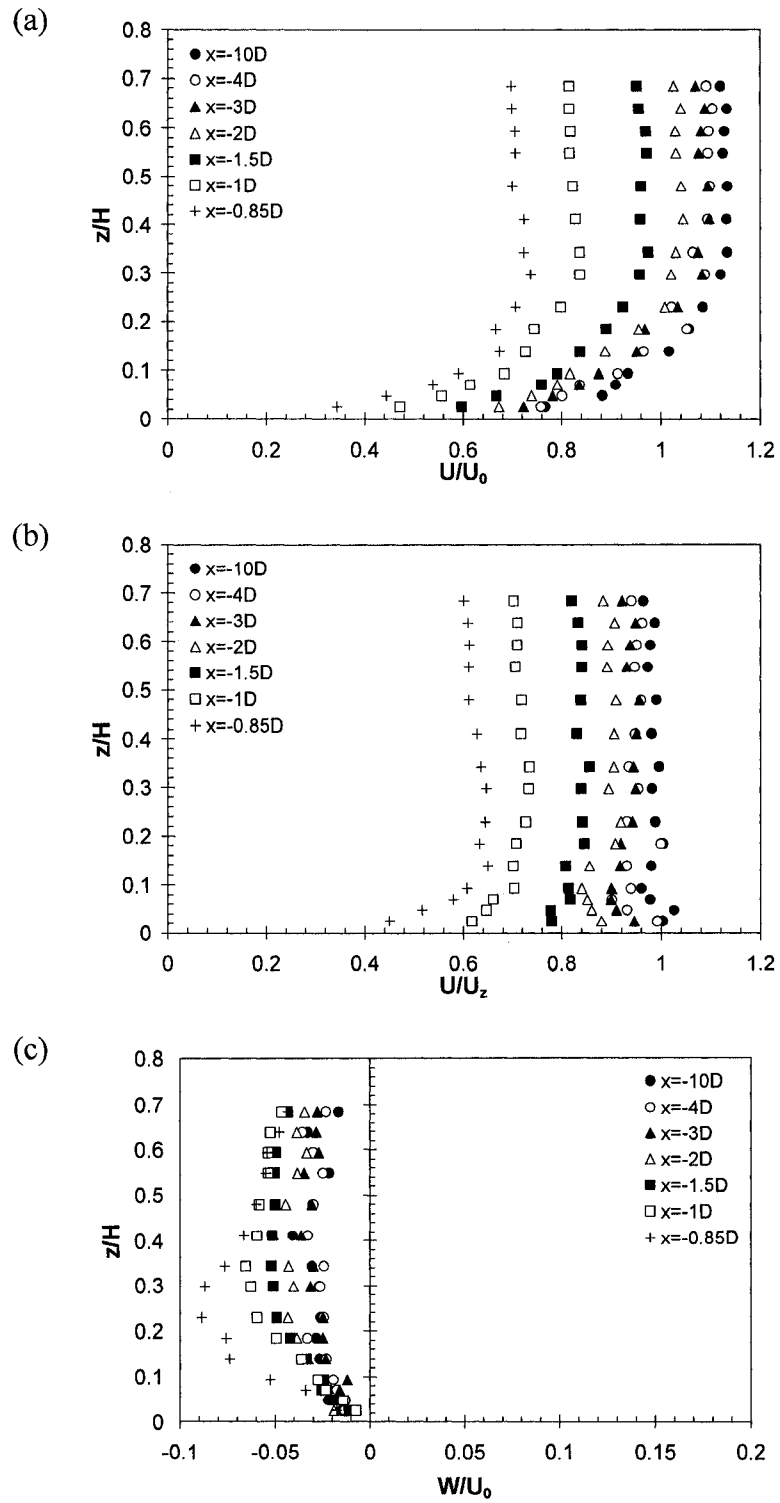 (a)
0.8
0.7
0.6
0.5
0.4
0.3
0.2
0.1
0
z/H
x=-10D
x=-4D
x=-3D
x=-2D
x=-1.5D
x=-1D
x=-0.85D
0 0.2 0.4 0.6 0.8 1 1.2
U/U₀
(b)
0.8
0.7
0.6
0.5
0.4
0.3
0.2
0.1
0
z/H
x=-10D
x=-4D
x=-3D
x=-2D
x=-1.5D
x=-1D
x=-0.85D
0 0.2 0.4 0.6 0.8 1 1.2
U/U_z
(c)
0.8
0.7
0.6
0.5
0.4
0.3
0.2
0.1
0
z/H
x=-10D
x=-4D
x=-3D
x=-2D
x=-1.5D
x=-1D
x=-0.85D
-0.1 -0.05 0 0.05 0.1 0.15 0.2
W/U₀